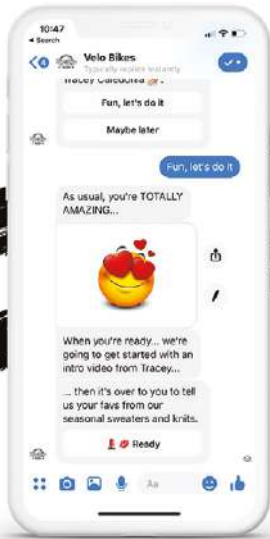 10:47
Search
Velo Bikes
Typically replies instantly
Tracey Caledonia
Fun, let's do it
Maybe later
Fun, let's do it
As usual, you're TOTALLY
AMAZING...
When you're ready... we're
going to get started with an
intro video from Tracey...
... then it's over to you to tell
us your favs from our
seasonal sweaters and knits.
Ready
Aa